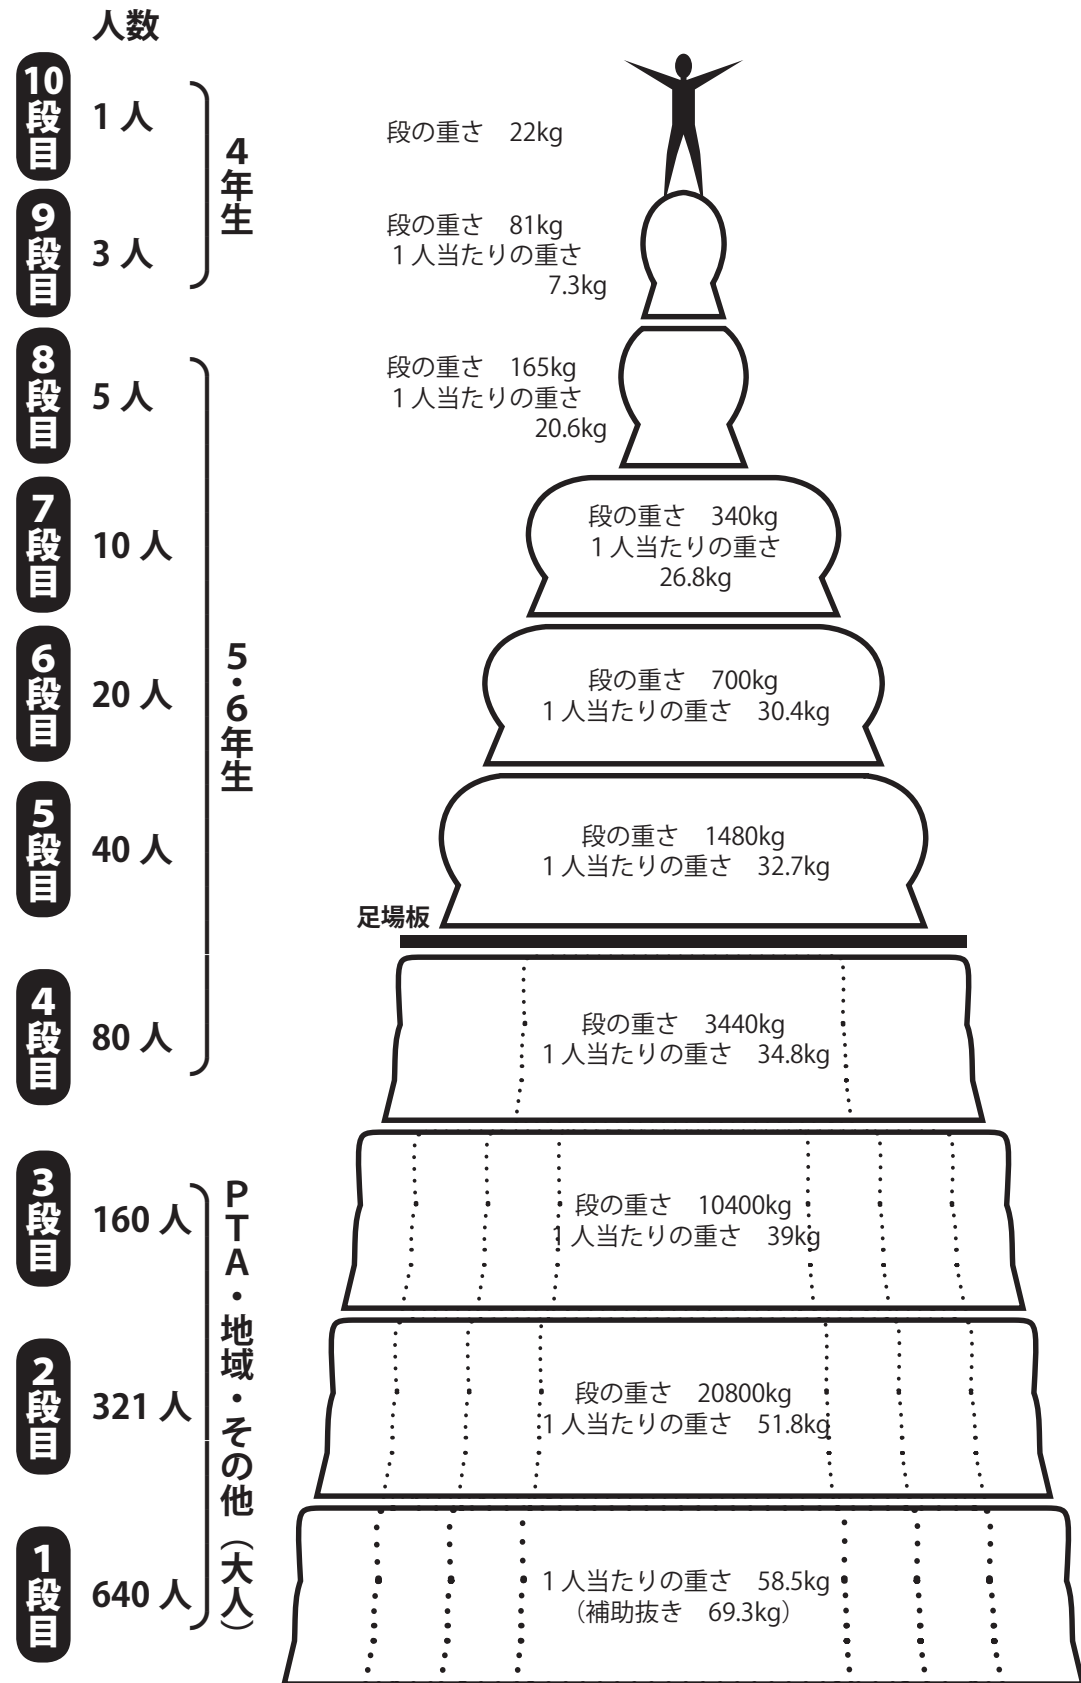 人数
10段目
1人
段の重さ 22kg
9段目
3人
段の重さ 81kg
1人当たりの重さ
7.3kg
4年生
8段目
5人
段の重さ 165kg
1人当たりの重さ
20.6kg
7段目
10人
段の重さ 340kg
1人当たりの重さ
26.8kg
6段目
20人
段の重さ 700kg
1人当たりの重さ 30.4kg
5・6年生
5段目
40人
段の重さ 1480kg
1人当たりの重さ 32.7kg
足場板
4段目
80人
段の重さ 3440kg
1人当たりの重さ 34.8kg
3段目
160人
段の重さ 10400kg
1人当たりの重さ 39kg
PTA・地域・その他(大人)
2段目
321人
段の重さ 20800kg
1人当たりの重さ 51.8kg
1段目
640人
1人当たりの重さ 58.5kg
(補助抜き 69.3kg)